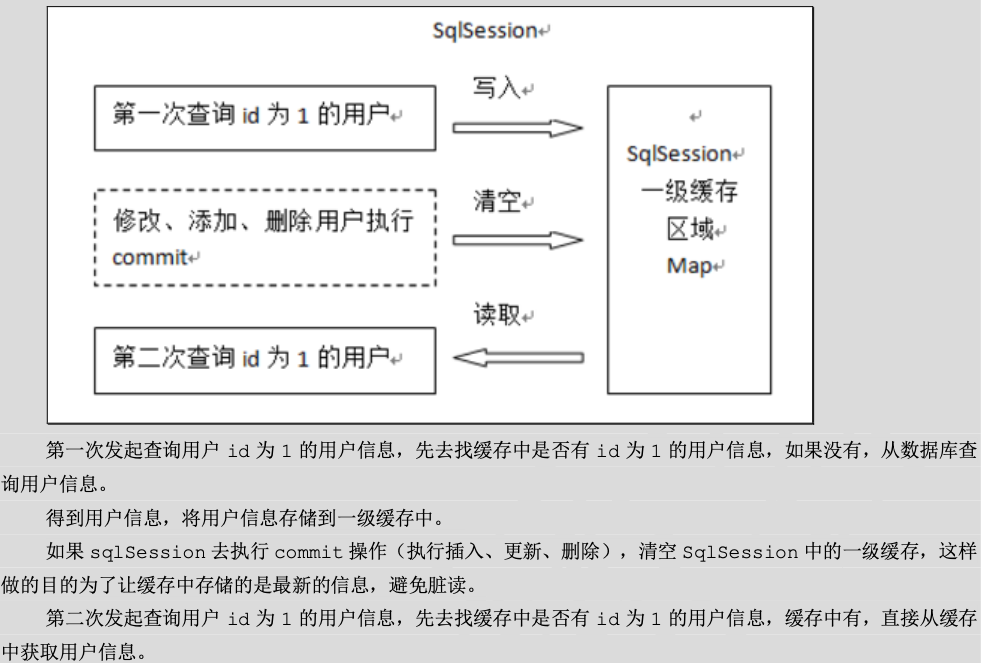 SqlSession↵
写入↵
第一次查询 id 为 1 的用户↵
↵
SqlSession↵
一级缓存
区域↵
Map↵
清空↵
修改、添加、删除用户执行
commit↵
读取↵
第二次查询 id 为 1 的用户↵
第一次发起查询用户 id 为 1 的用户信息，先去找缓存中是否有 id 为 1 的用户信息，如果没有，从数据库查
询用户信息。
得到用户信息，将用户信息存储到一级缓存中。
如果 sqlSession 去执行 commit 操作（执行插入、更新、删除），清空 SqlSession 中的一级缓存，这样
做的目的为了让缓存中存储的是最新的信息，避免脏读。
第二次发起查询用户 id 为 1 的用户信息，先去找缓存中是否有 id 为 1 的用户信息，缓存中有，直接从缓存
中获取用户信息。